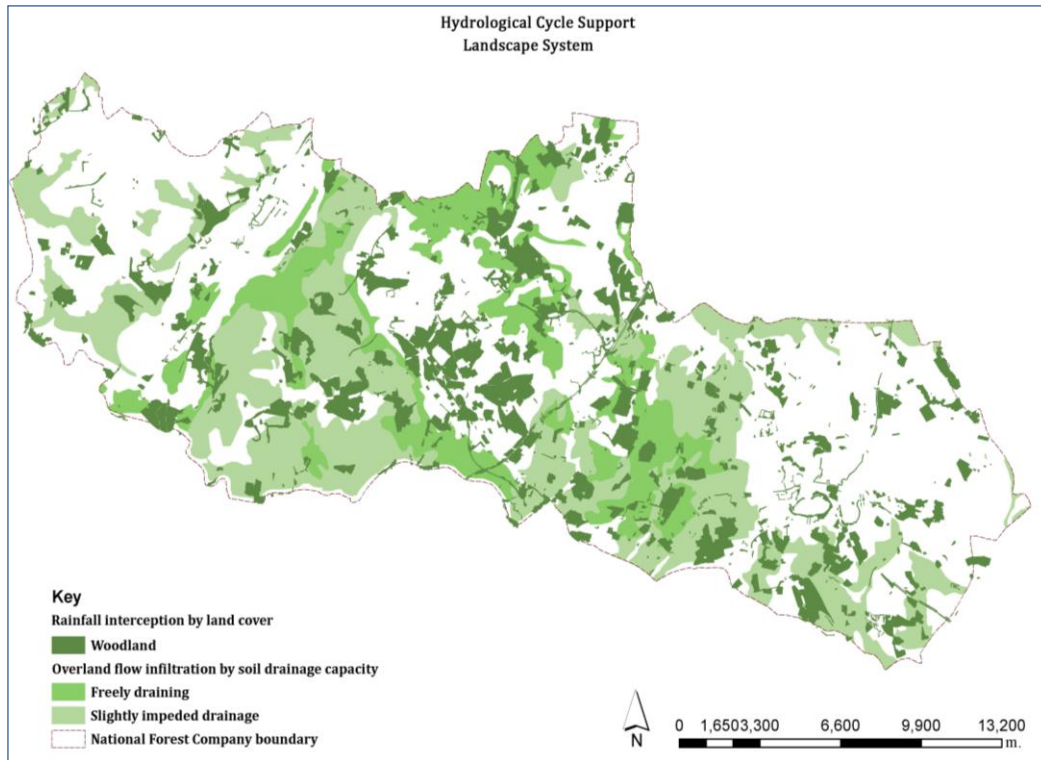 Hydrological Cycle Support
Landscape System
Key
Rainfall interception by land cover
Woodland
Overland flow infiltration by soil drainage capacity
Freely draining
Slightly impeded drainage
National Forest Company boundary
N
0 1,6503,300 6,600 9,900 13,200
m.